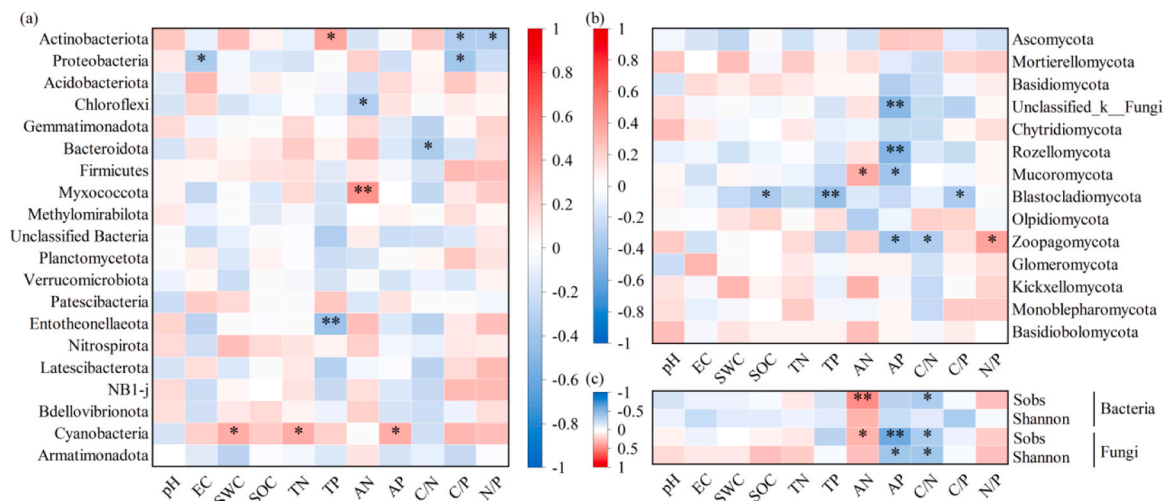 (a)
Actinobacteriota
Proteobacteria
Acidobacteriota
Chloroflexi
Gemmatimonadota
Bacteroidota
Firmicutes
Myxococcota
Methylomirabilota
Unclassified Bacteria
Planctometota
Verrucomicrobiota
Patescibacteria
Entotheonellaeota
Nitrospirota
Latescibacterota
NB1-j
Bdellovibrionota
Cyanobacteria
Armatimonadota
* * *
* *
*
*
**
**
* * *
pH EC SWC SOC TN TP AN AP C/N C/P N/P
1
0.8
0.6
0.4
0.2
0
-0.2
-0.4
-0.6
-0.8
-1
(b)
1
0.8
0.6
0.4
0.2
0
-0.2
-0.4
-0.6
-0.8
-1
Ascomycota
Mortierellomycota
Basidiomycota
Unclassified_k__Fungi
Chytridiomycota
Rozellomycota
Mucoromycota
Blastocladiomycota
Olpidiomycota
Zoopagomycota
Glomeromycota
Kickxellomycota
Monoblepharomycota
Basidiobolomycota
**
**
* *
* ** *
* * *
pH EC SWC SOC TN TP AN AP C/N C/P N/P
(c)
-1
-0.5
0
0.5
1
** *
* ** *
* *
Sobs
Shannon
Bacteria
Sobs
Shannon
Fungi
pH EC SWC SOC TN TP AN AP C/N C/P N/P